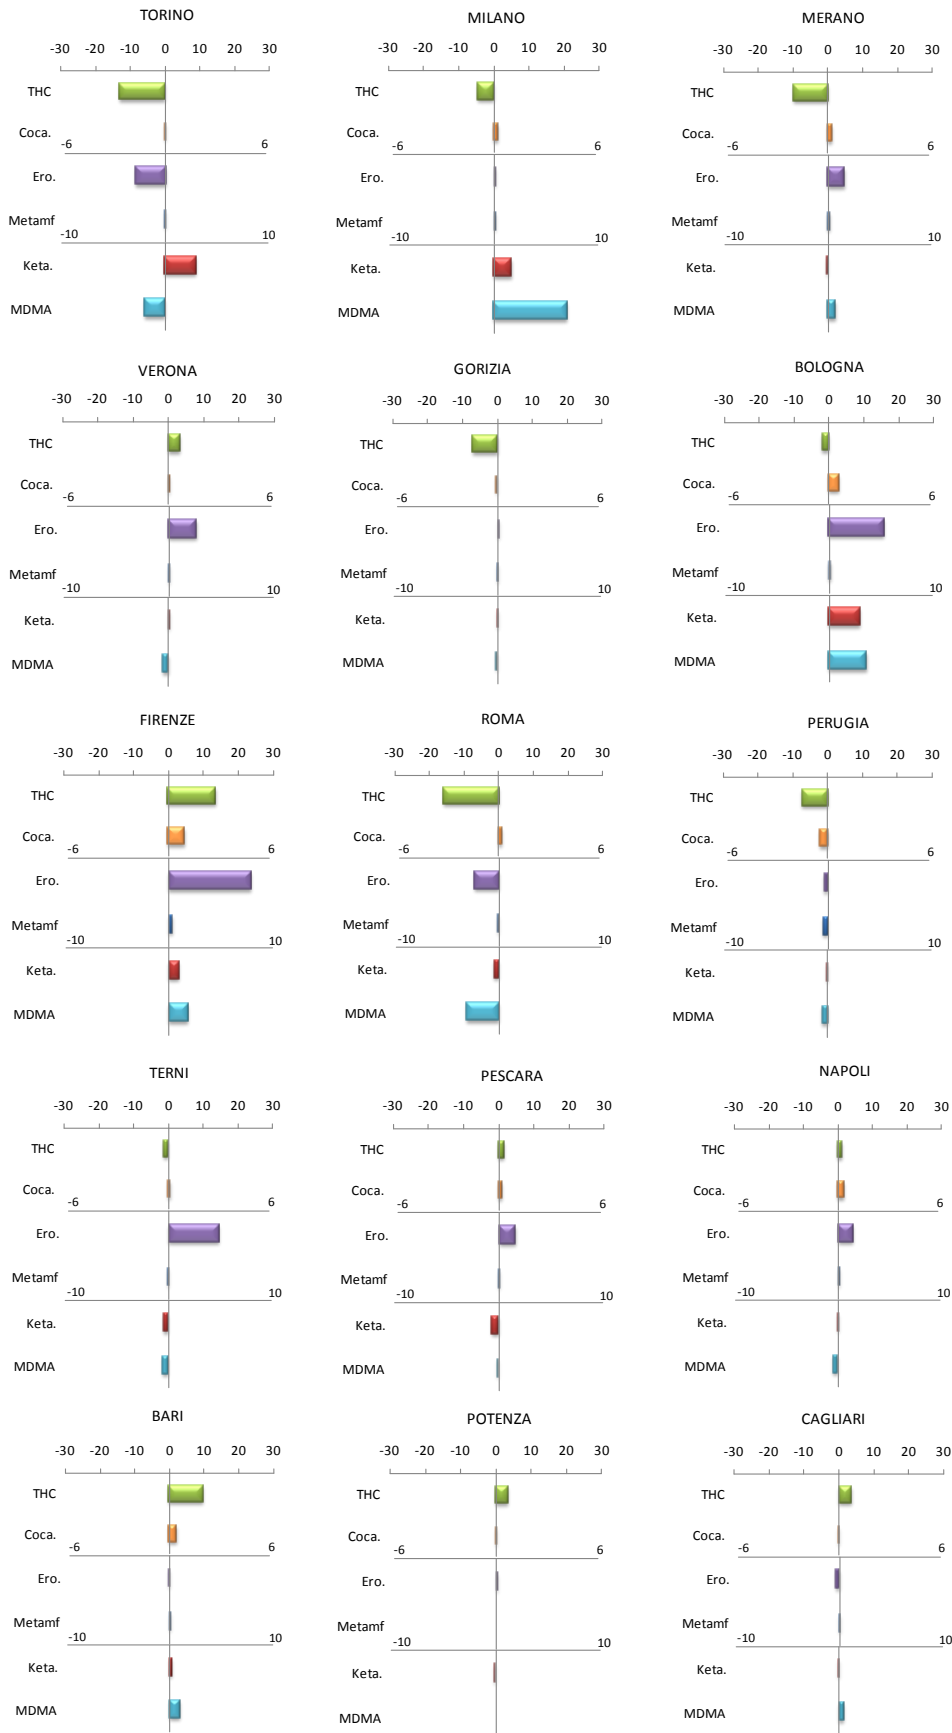 TORINO
-30 -20 -10 0 10 20 30
THC
Coca.
-6 6
Ero.
Metamf
-10 10
Keta.
MDMA
MILANO
-30 -20 -10 0 10 20 30
THC
Coca.
-6 6
Ero.
Metamf
-10 10
Keta.
MDMA
MERANO
-30 -20 -10 0 10 20 30
THC
Coca.
-6 6
Ero.
Metamf
-10 10
Keta.
MDMA
VERONA
-30 -20 -10 0 10 20 30
THC
Coca.
-6 6
Ero.
Metamf
-10 10
Keta.
MDMA
GORIZIA
-30 -20 -10 0 10 20 30
THC
Coca.
-6 6
Ero.
Metamf
-10 10
Keta.
MDMA
BOLOGNA
-30 -20 -10 0 10 20 30
THC
Coca.
-6 6
Ero.
Metamf
-10 10
Keta.
MDMA
FIRENZE
-30 -20 -10 0 10 20 30
THC
Coca.
-6 6
Ero.
Metamf
-10 10
Keta.
MDMA
ROMA
-30 -20 -10 0 10 20 30
THC
Coca.
-6 6
Ero.
Metamf
-10 10
Keta.
MDMA
PERUGIA
-30 -20 -10 0 10 20 30
THC
Coca.
-6 6
Ero.
Metamf
-10 10
Keta.
MDMA
TERNI
-30 -20 -10 0 10 20 30
THC
Coca.
-6 6
Ero.
Metamf
-10 10
Keta.
MDMA
PESCARA
-30 -20 -10 0 10 20 30
THC
Coca.
-6 6
Ero.
Metamf
-10 10
Keta.
MDMA
NAPOLI
-30 -20 -10 0 10 20 30
THC
Coca.
-6 6
Ero.
Metamf
-10 10
Keta.
MDMA
BARI
-30 -20 -10 0 10 20 30
THC
Coca.
-6 6
Ero.
Metamf
-10 10
Keta.
MDMA
POTENZA
-30 -20 -10 0 10 20 30
THC
Coca.
-6 6
Ero.
Metamf
-10 10
Keta.
MDMA
CAGLIARI
-30 -20 -10 0 10 20 30
THC
Coca.
-6 6
Ero.
Metamf
-10 10
Keta.
MDMA